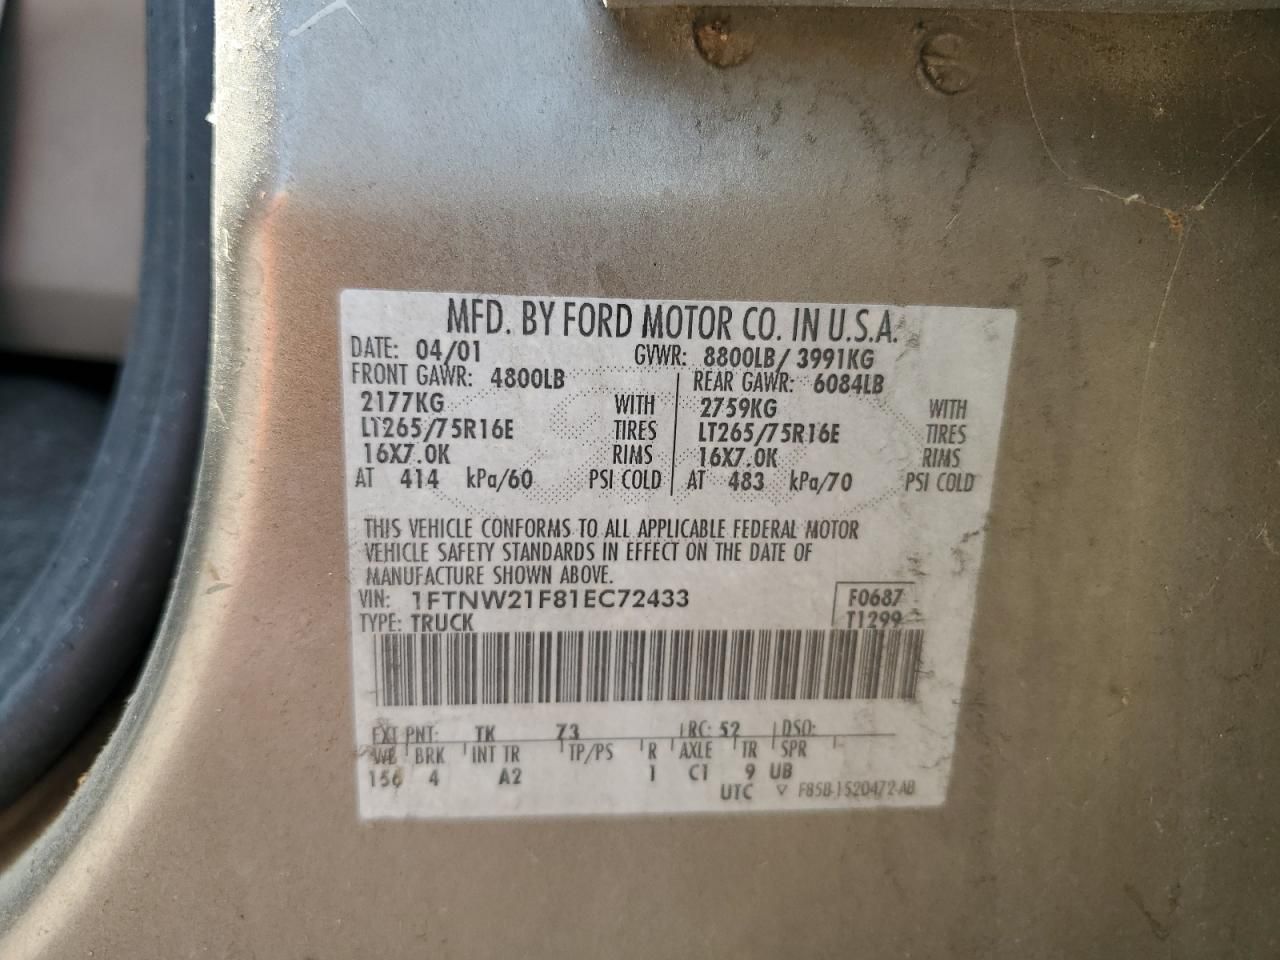 MFD. BY FORD MOTOR CO. IN U.S.A.
DATE: 04/01 GVWR: 8800LB/ 3991KG
FRONT GAWR: 4800LB REAR GAWR: 6084LB
2177KG WITH 2759KG WITH
LT265/75R16E TIRES LT265/75R16E TIRES
16X7.0K RIMS 16X7.0K RIMS
AT 414 kPa/60 PSI COLD AT 483 kPa/70 PSI COLD
THIS VEHICLE CONFORMS TO ALL APPLICABLE FEDERAL MOTOR
VEHICLE SAFETY STANDARDS IN EFFECT ON THE DATE OF
MANUFACTURE SHOWN ABOVE.
VIN: 1FTNW21F81EC72433 F0687
TYPE: TRUCK T1299
EXT PNT: TK Z3 RC: 52 DSO:
WB BRK INT TR TP/PS R AXLE TR SPR
156 4 A2 1 C1 9 UB
UTC ▽ F85B-1520472-AB